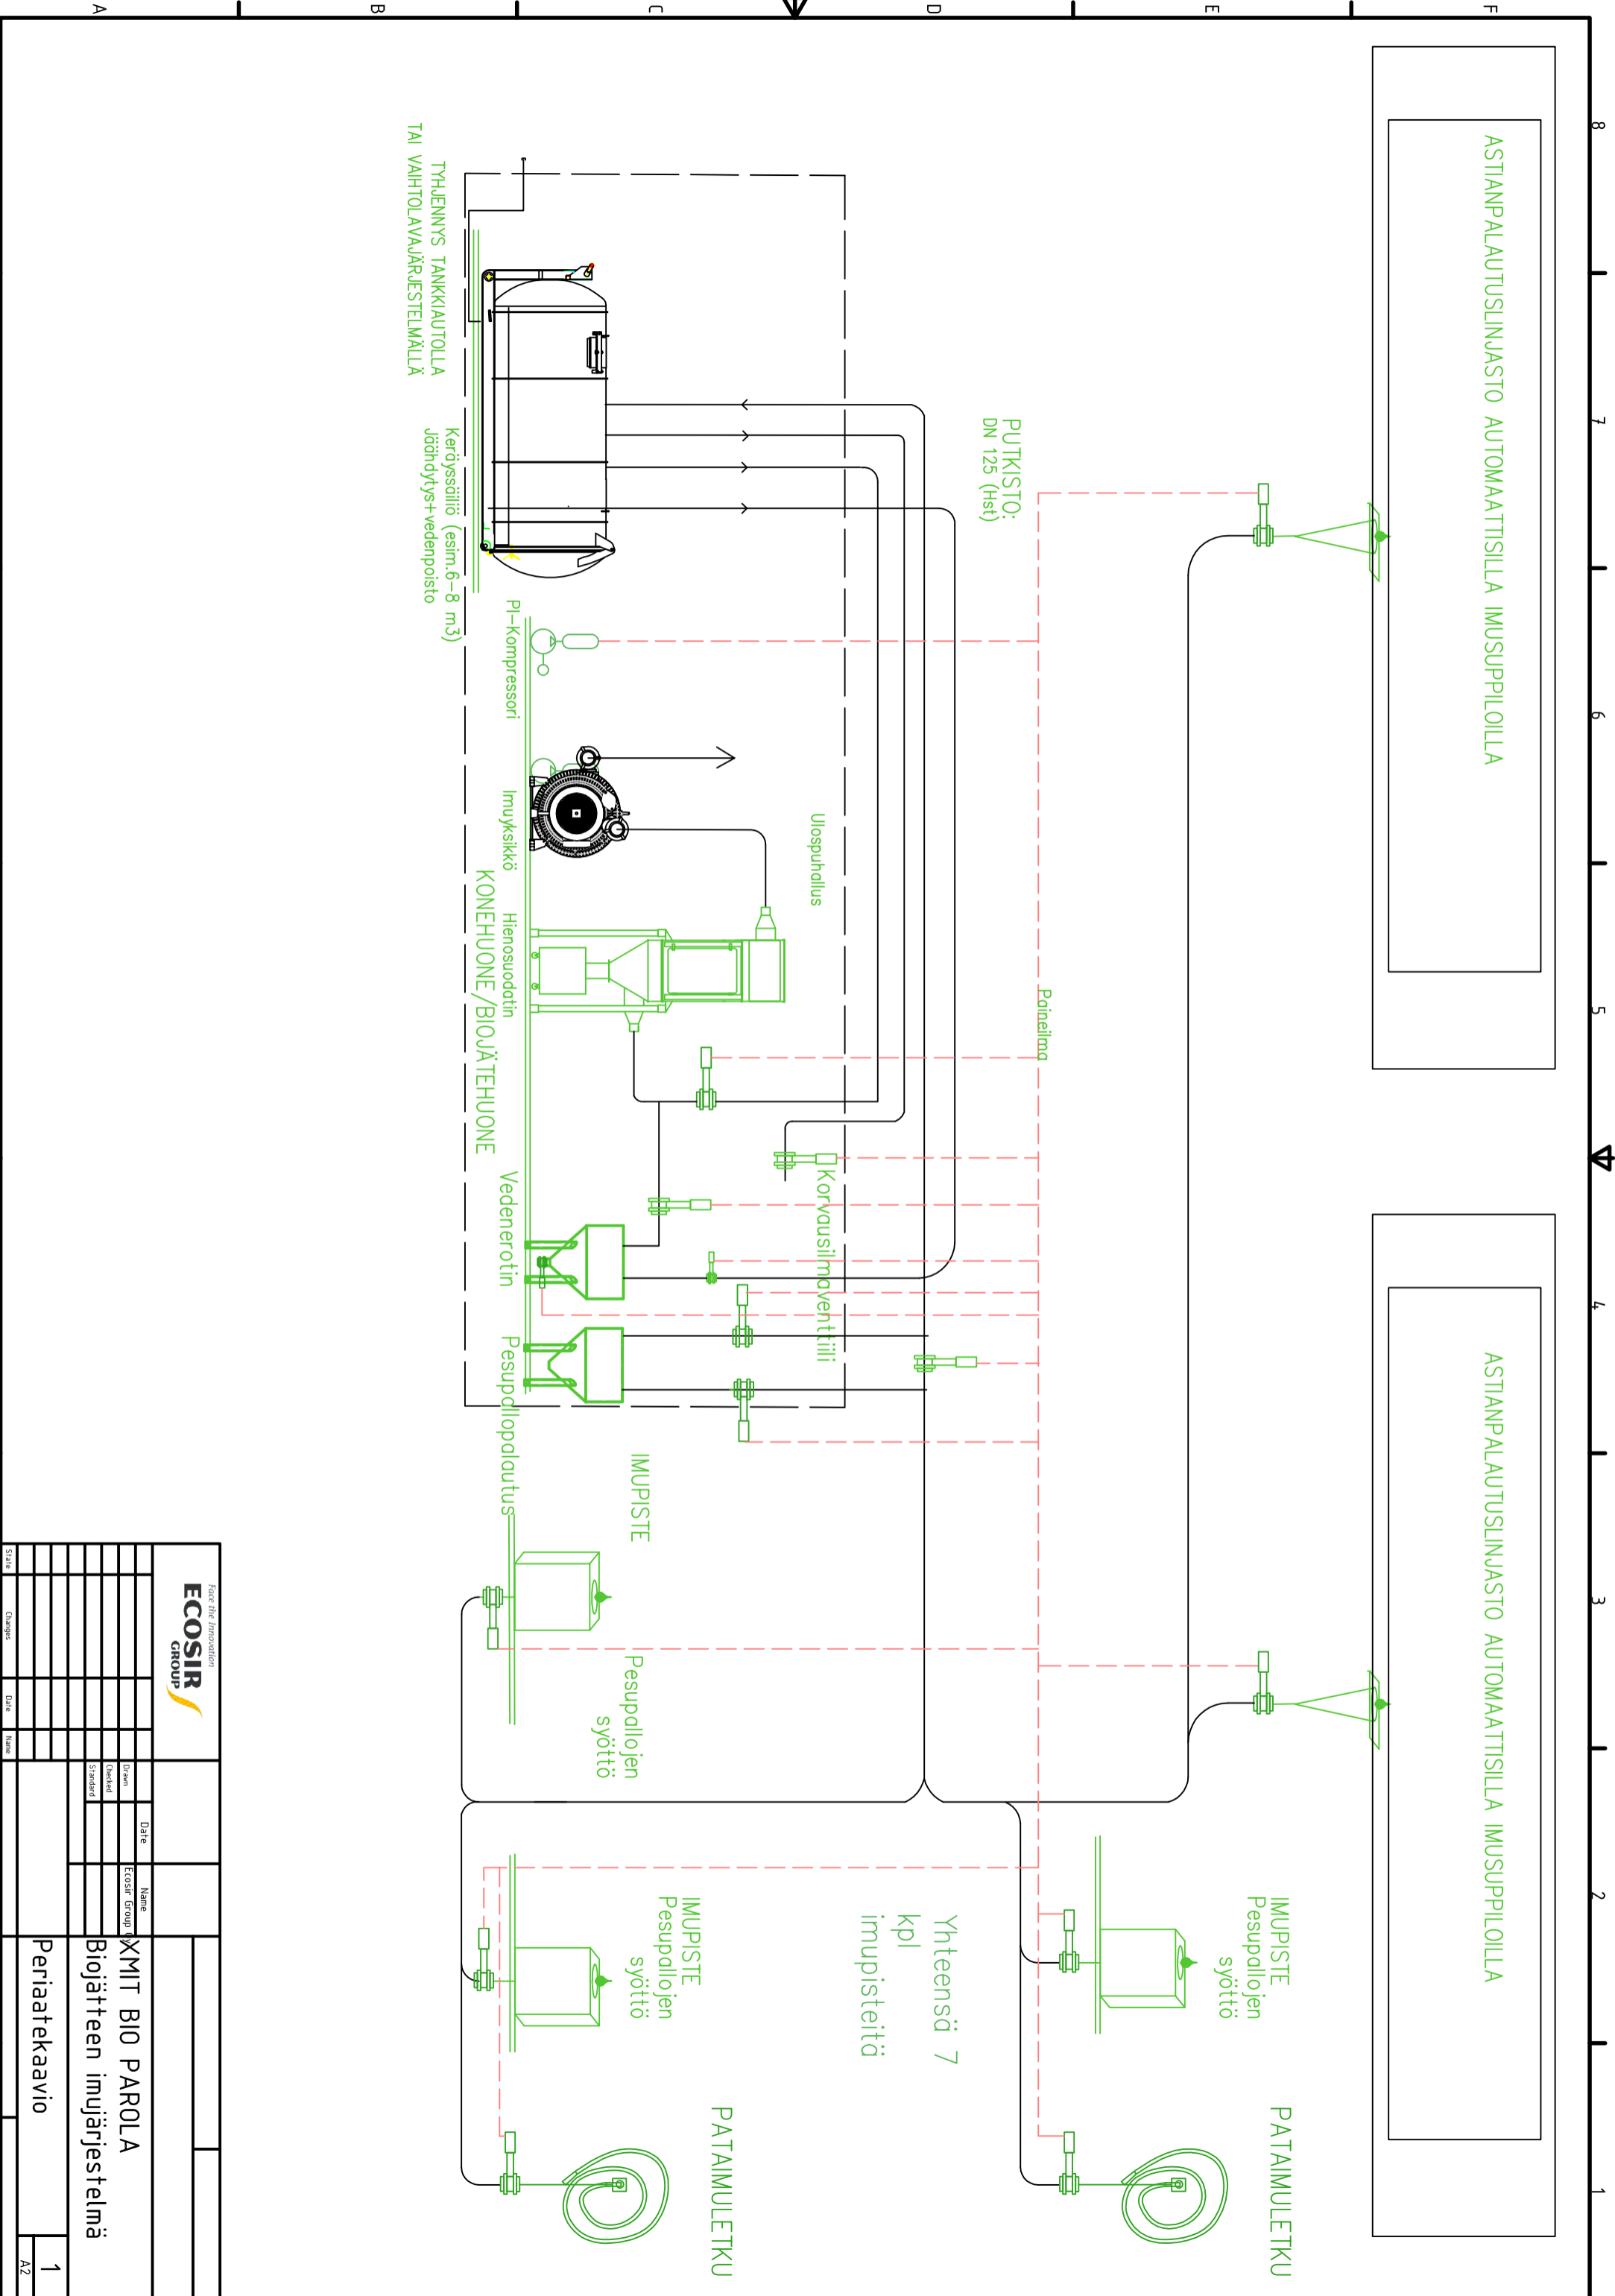 8
7
6
5
4
3
2
1
F
E
D
C
B
A
ASTIANPALAUTUSLINJASTO AUTOMAATTISILLA IMUSUPPILOILLA
ASTIANPALAUTUSLINJASTO AUTOMAATTISILLA IMUSUPPILOILLA
PUTKISTO:
DN 125 (Hst)
Paineilma
IMUPISTE
Pesupallojen
syöttö
PATAIMULETKU
Yhteensä 7
kpl
imupisteitä
Ulospuhallus
Korvausilmaventtiili
IMUPISTE
Pesupallojen
syöttö
IMUPISTE
Pesupallojen
syöttö
PATAIMULETKU
PI-Kompressori
Imuyksikkö
Hienosuodatin
Vedenerotin
Pesupallopalautus
KONEHUONE/BIOJÄTEHUONE
TYHJENNYS TANKKIAUTOLLA
TAI VAIHTOLAVAJÄRJESTELMÄLLÄ
Keräyssäiliö (esim.6-8 m3)
Jäähdytys+vedenpoisto
Face the Innovation
ECOSIR
GROUP
Date
Name
Drawn
Ecosir Group Oy
Checked
Standard
XMIT BIO PAROLA
Biojätteen imujärjestelmä
Periaatekaavio
1
A2
State
Changes
Date
Name